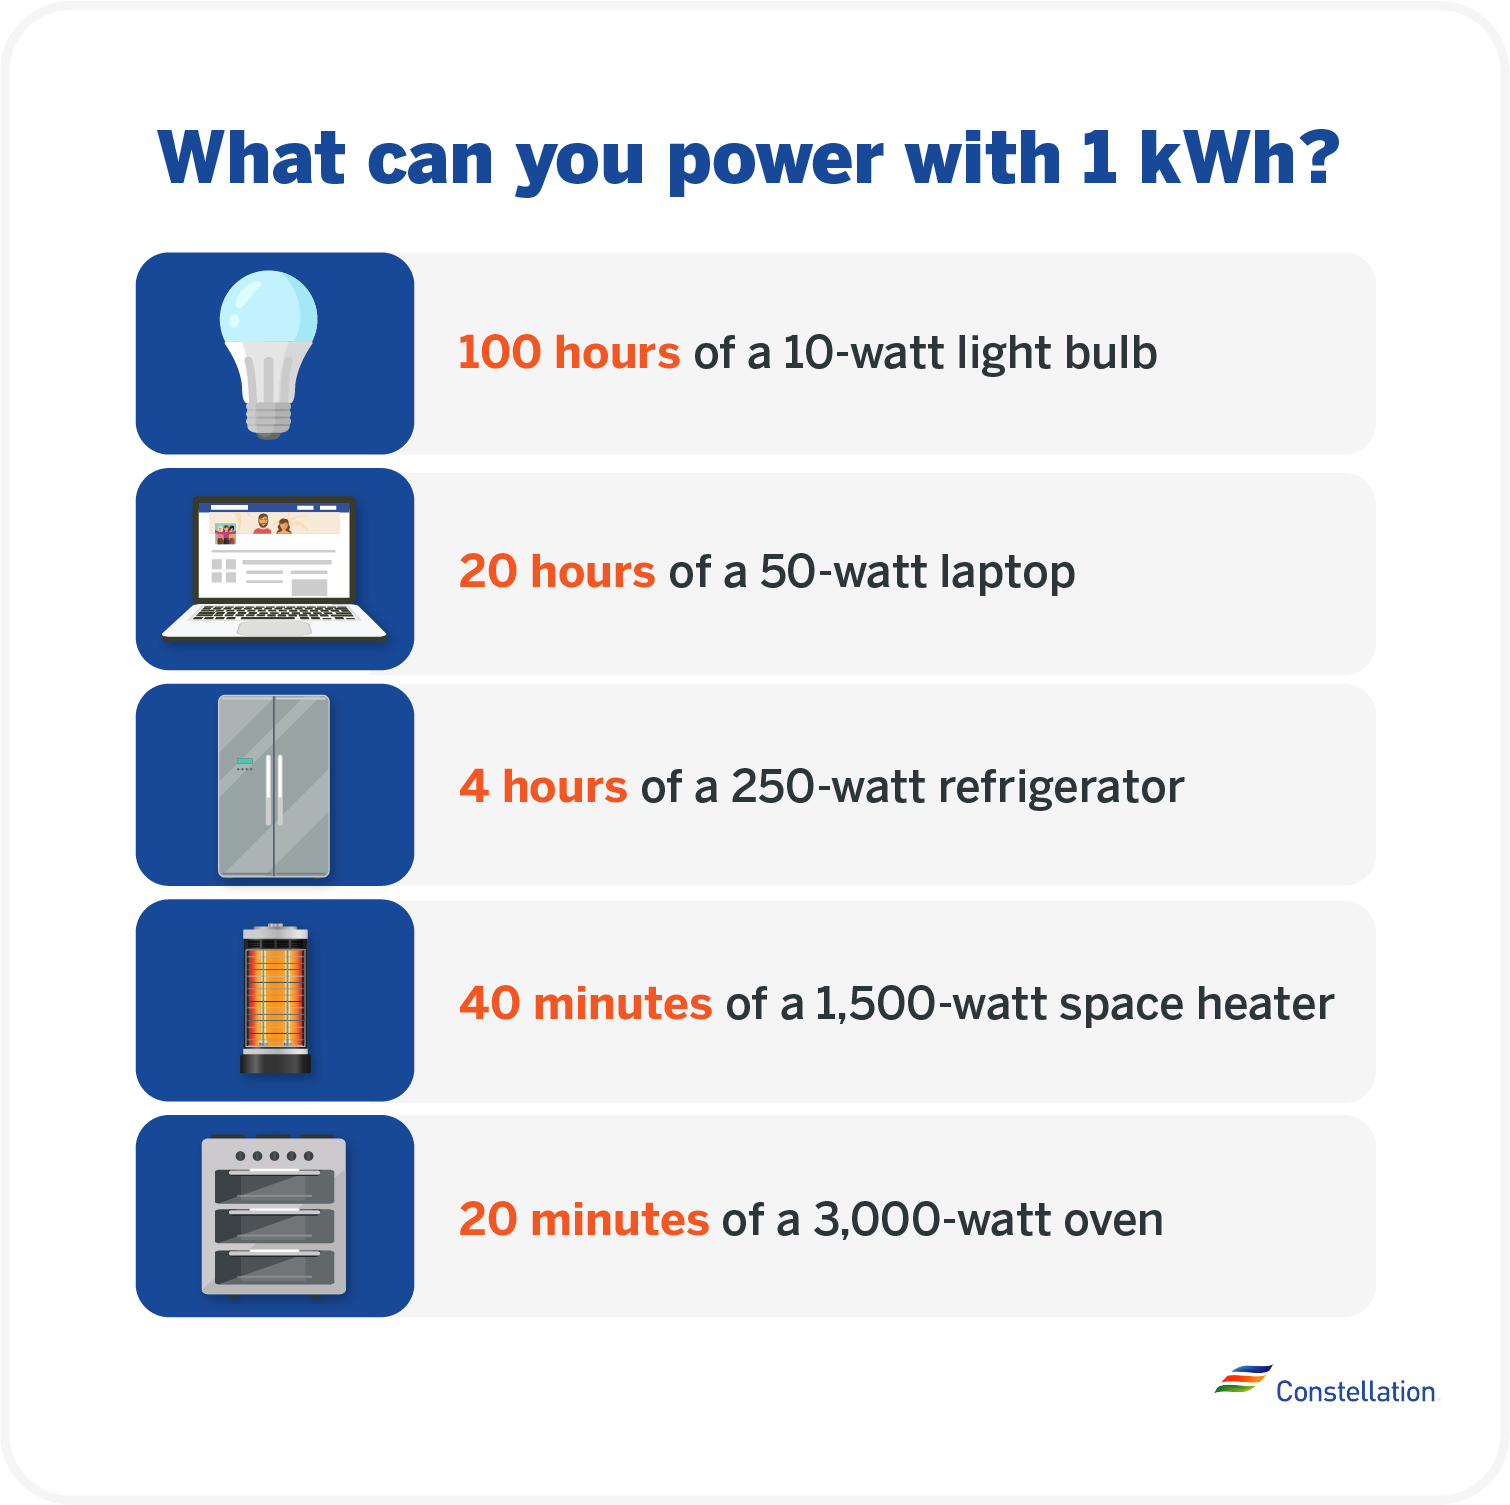 What can you power with 1 kWh?
100 hours of a 10-watt light bulb
20 hours of a 50-watt laptop
4 hours of a 250-watt refrigerator
40 minutes of a 1,500-watt space heater
20 minutes of a 3,000-watt oven
Constellation